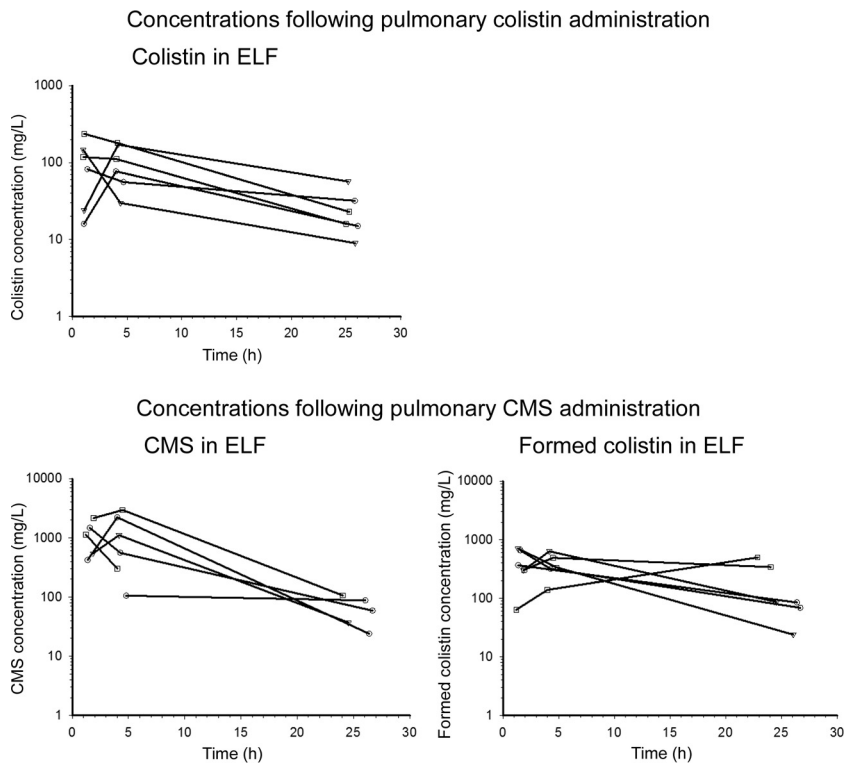 Concentrations following pulmonary colistin administration
Colistin in ELF
Colistin concentration (mg/L)
1000
100
10
1
0 5 10 15 20 25 30
Time (h)
Concentrations following pulmonary CMS administration
CMS in ELF
CMS concentration (mg/L)
10000
1000
100
10
1
0 5 10 15 20 25 30
Time (h)
Formed colistin in ELF
Formed colistin concentration (mg/L)
10000
1000
100
10
1
0 5 10 15 20 25 30
Time (h)